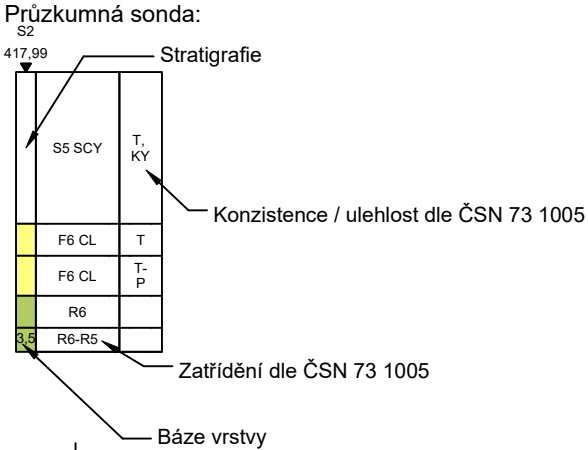 Průzkumná sonda:
S2
417,99
Stratigrafie
S5 SCY
T,
KY
Konzistence / ulehlost dle ČSN 73 1005
F6 CL
T
F6 CL
T-
P
R6
3,5
R6-R5
Zatřídění dle ČSN 73 1005
Báze vrstvy